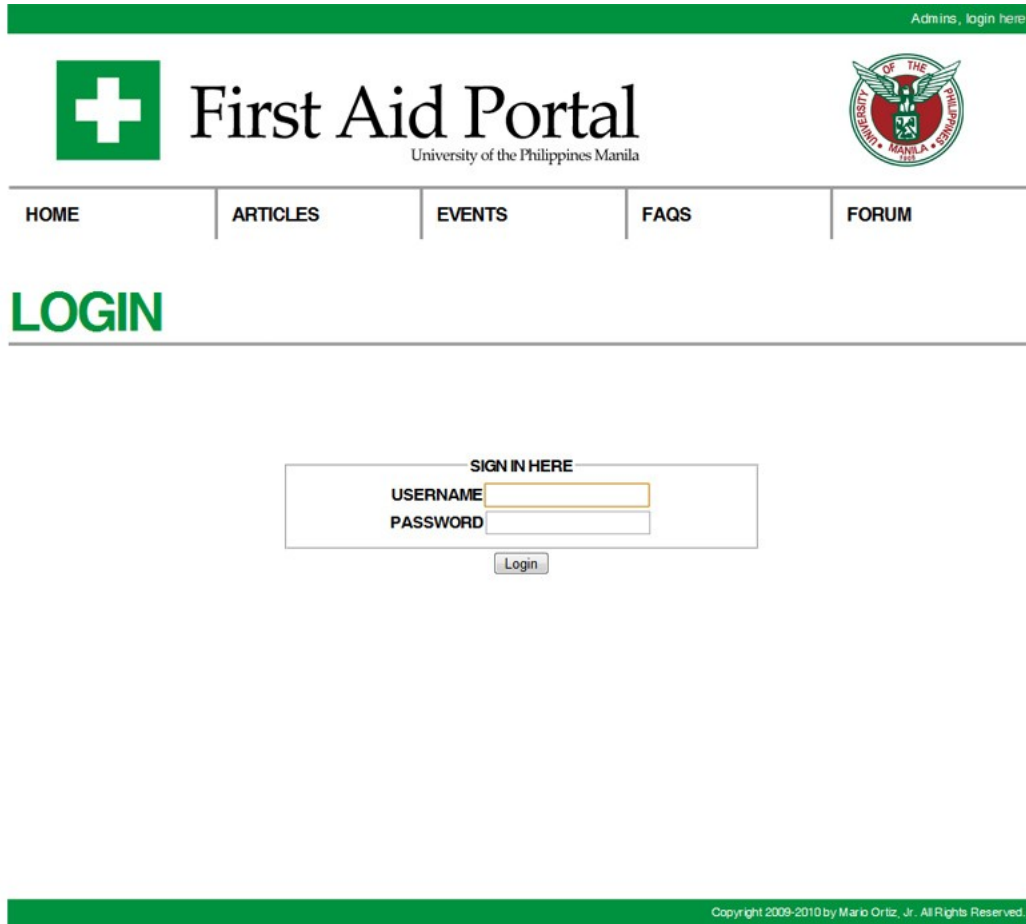 Admins, login here
First Aid Portal
University of the Philippines Manila
UNIVERSITY OF THE PHILIPPINES
MANILA
1908
HOME ARTICLES EVENTS FAQS FORUM
LOGIN
SIGN IN HERE
USERNAME
PASSWORD
Login
Copyright 2009-2010 by Mario Ortiz, Jr. All Rights Reserved.